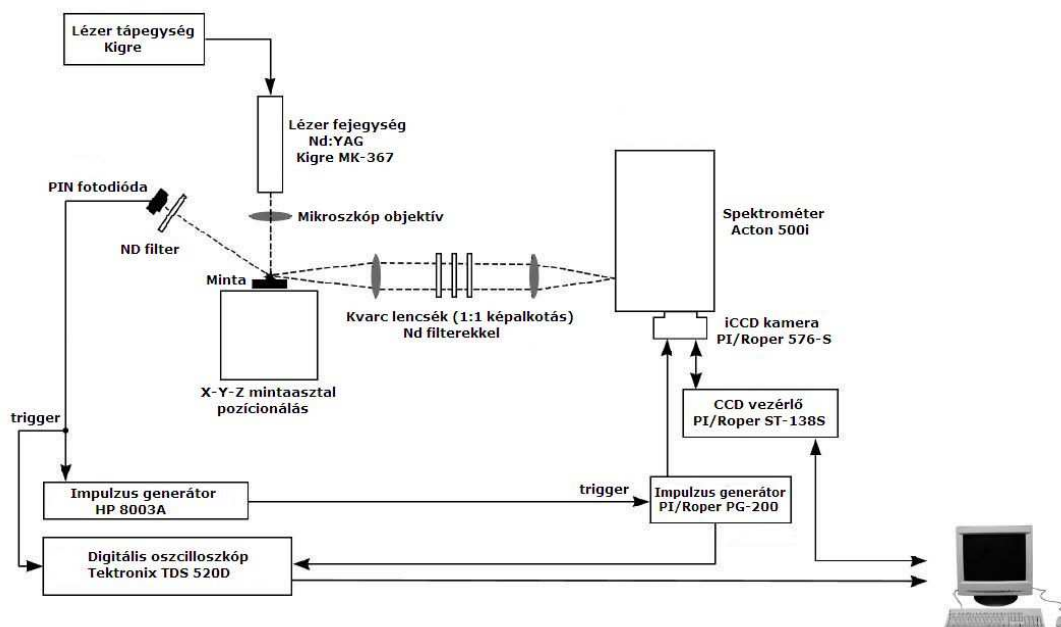 Lézer tápegység
Kigre
Lézer fejegység
Nd:YAG
Kigre MK-367
PIN fotodióda
Mikroszkóp objektív
Spektrométer
Acton 500i
ND filter
Minta
Kvarc lencsék (1:1 képalkotás)
Nd filterekkel
iCCD kamera
PI/Roper 576-S
X-Y-Z mintaasztal
pozícionálás
CCD vezérlő
PI/Roper ST-138S
trigger
Impulzus generátor
HP 8003A
trigger
Impulzus generátor
PI/Roper PG-200
Digitális oszcilloszkóp
Tektronix TDS 520D